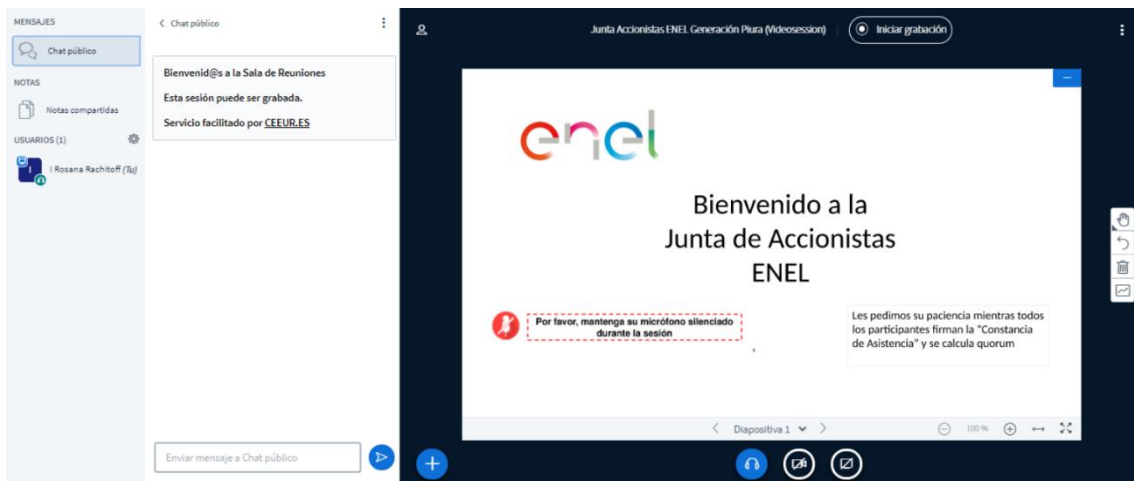 MENSAJES
Chat público
NOTAS
Notas compartidas
USUARIOS (1)
I
I Rosana Rachitoff (Tu)
Chat público
Bienvenid@s a la Sala de Reuniones
Esta sesión puede ser grabada.
Servicio facilitado por CEEUR.ES
Enviar mensaje a Chat público
Junta Accionistas ENEL Generación Piura (Videosession)
Iniciar grabación
enel
Bienvenido a la
Junta de Accionistas
ENEL
Por favor, mantenga su micrófono silenciado
durante la sesión
Les pedimos su paciencia mientras todos
los participantes firman la "Constancia
de Asistencia" y se calcula quorum
Diapositiva 1
100 %